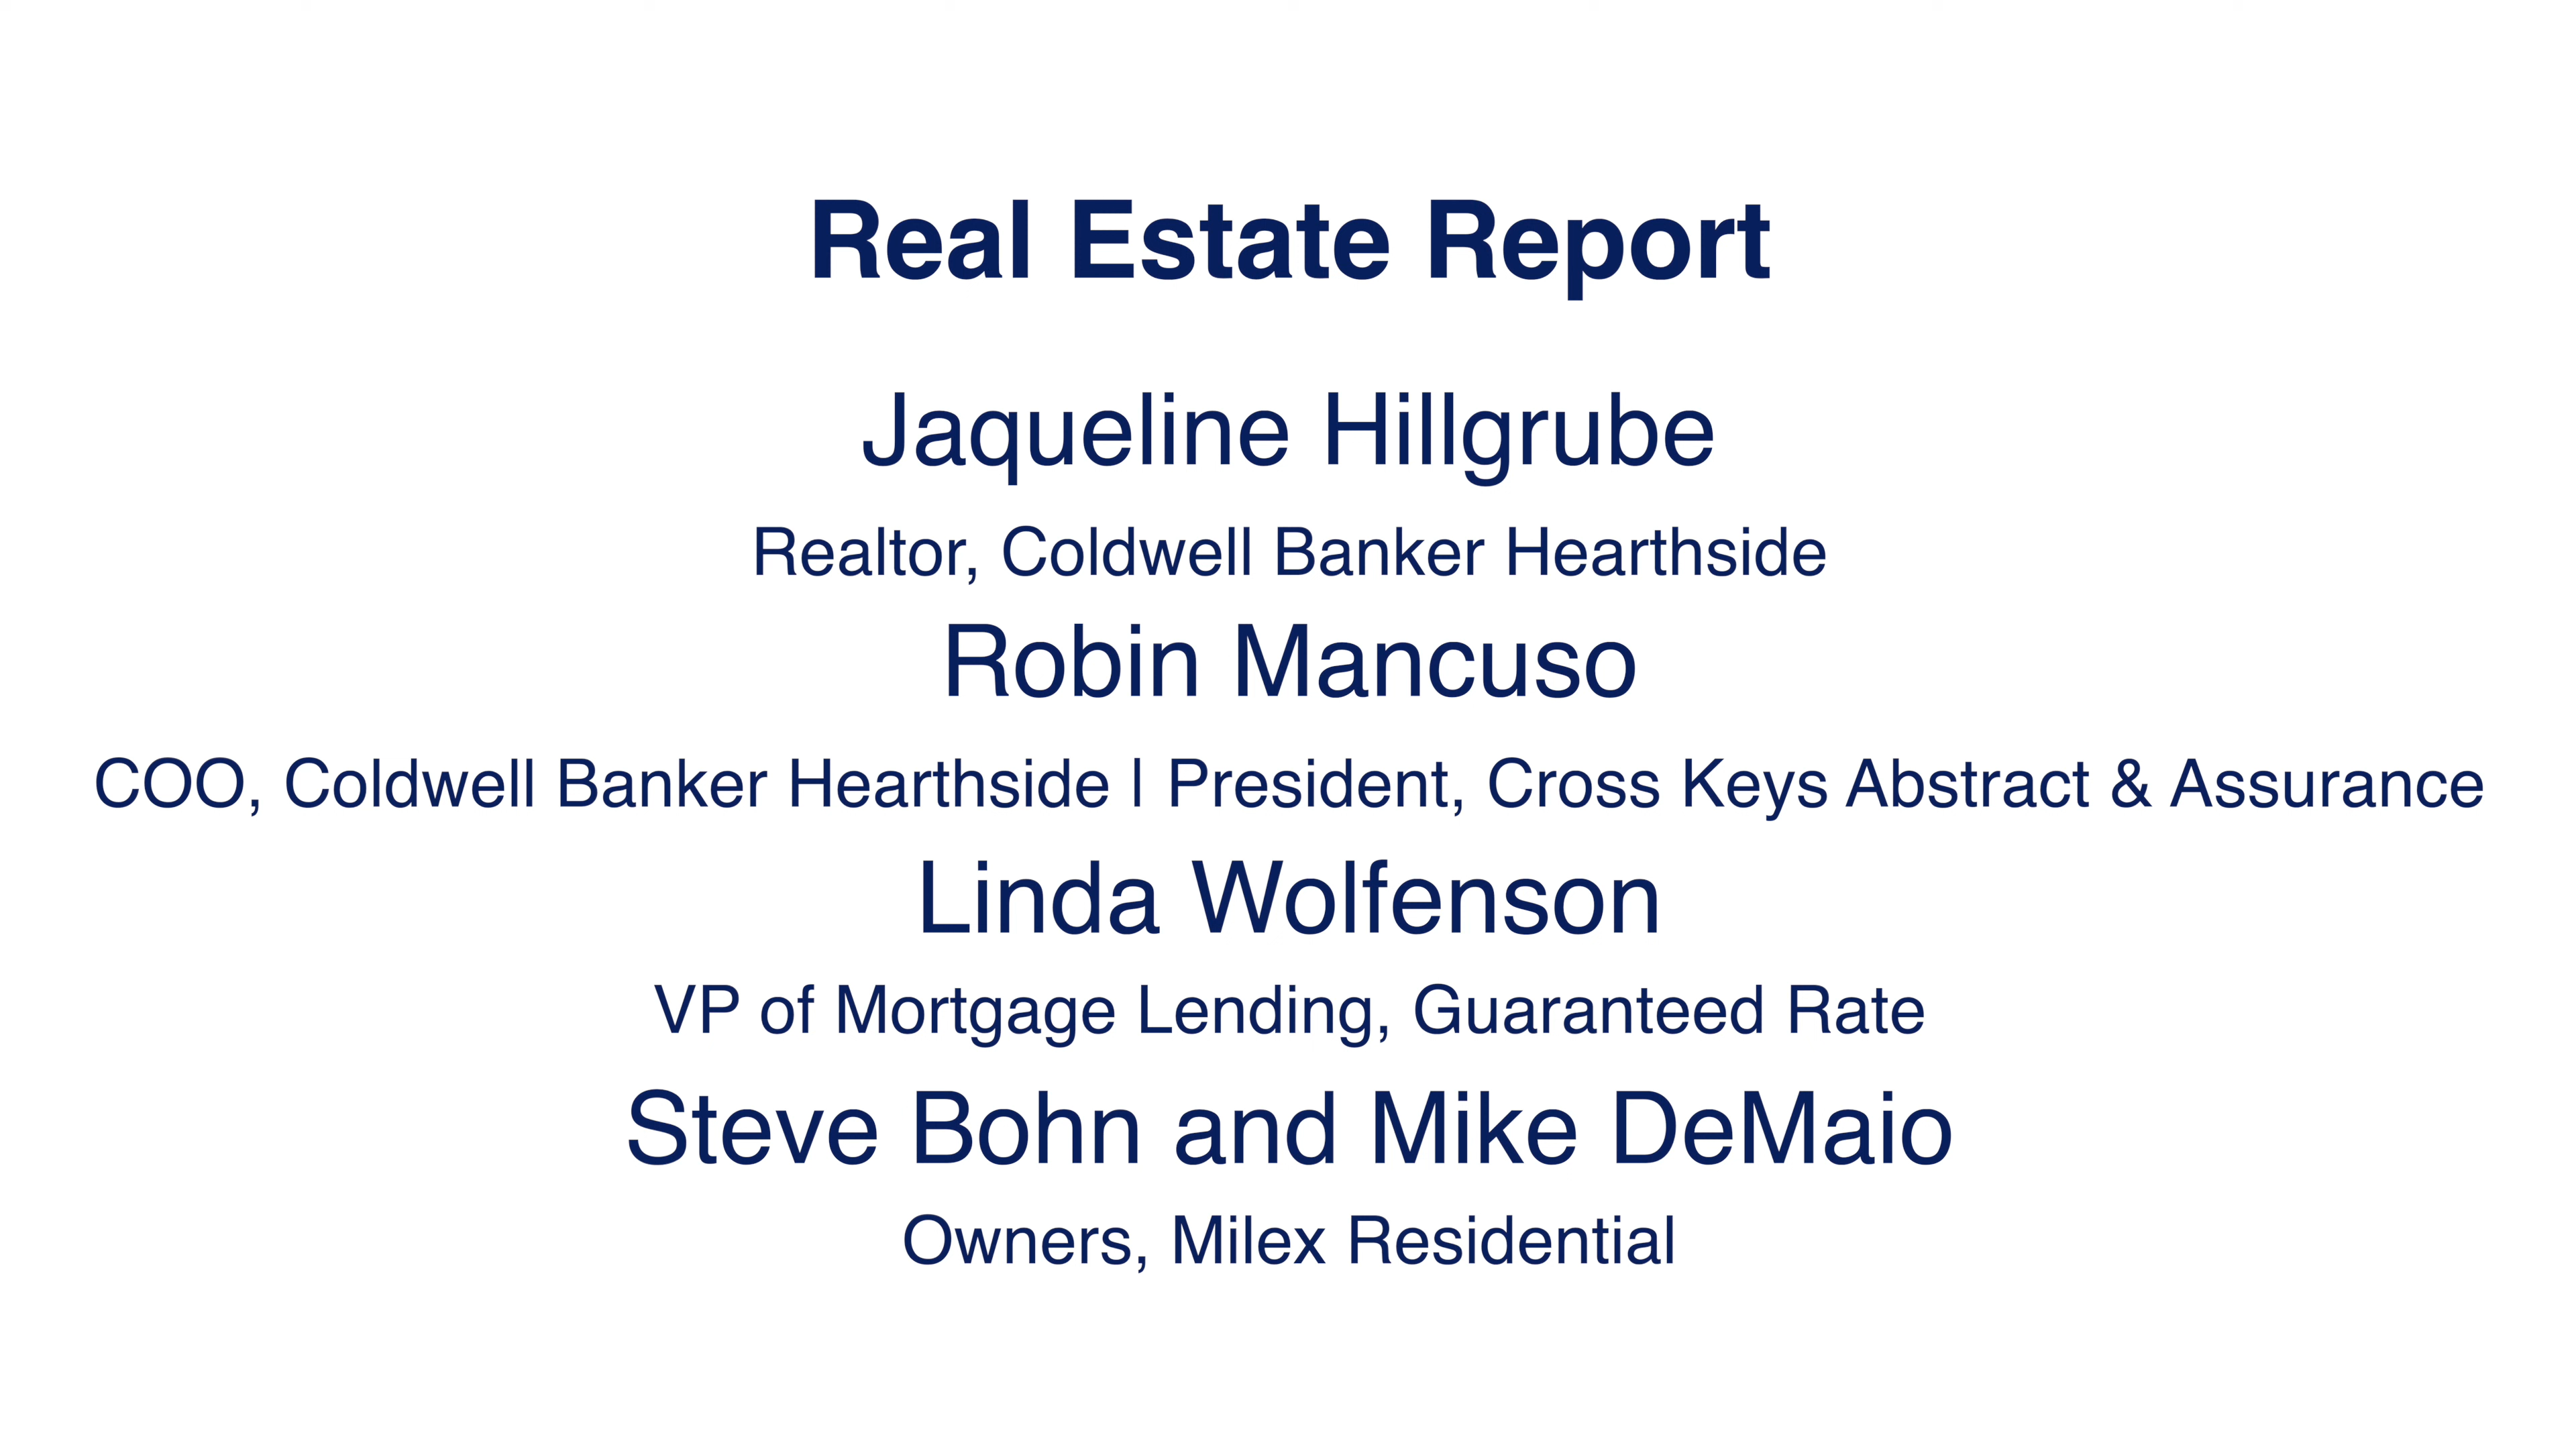 Real Estate Report
Jaqueline Hillgrube
Realtor, Coldwell Banker Hearthside
Robin Mancuso
COO, Coldwell Banker Hearthside | President, Cross Keys Abstract & Assurance
Linda Wolfenson
VP of Mortgage Lending, Guaranteed Rate
Steve Bohn and Mike DeMaio
Owners, Milex Residential